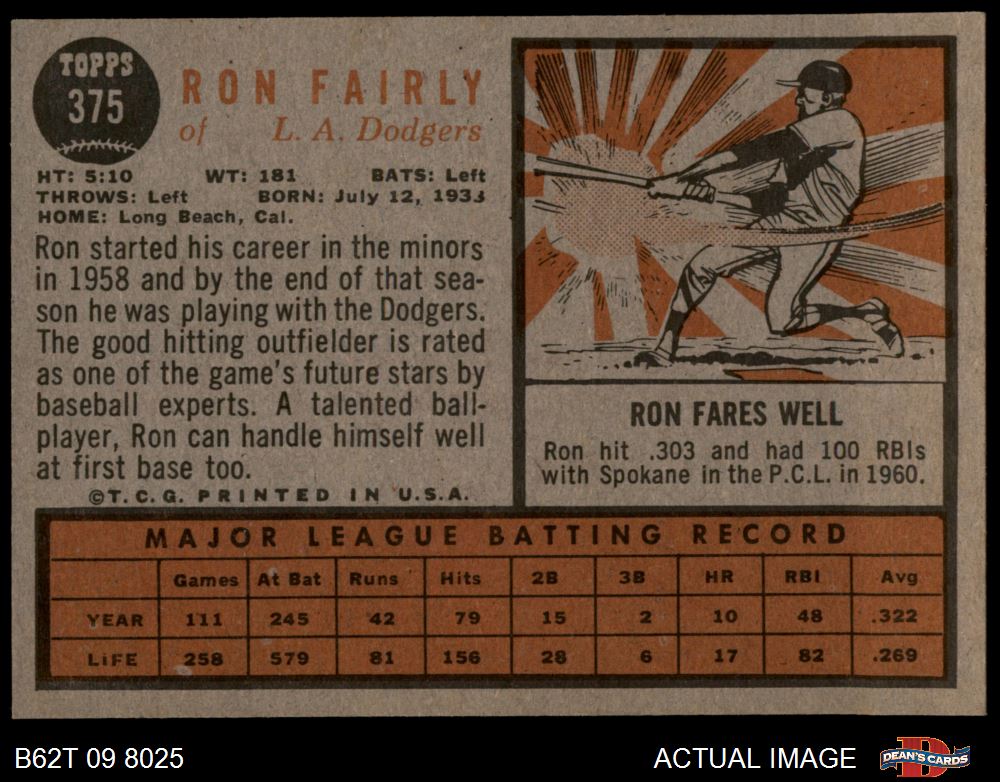 TOPPS
375
RON FAIRLY
of L. A. Dodgers
HT: 5:10 WT: 181 BATS: Left
THROWS: Left BORN: July 12, 1933
HOME: Long Beach, Cal.
Ron started his career in the minors
in 1958 and by the end of that sea-
son he was playing with the Dodgers.
The good hitting outfielder is rated
as one of the game's future stars by
baseball experts. A talented ball-
player, Ron can handle himself well
at first base too.
©T.C.G. PRINTED IN U.S.A.
RON FARES WELL
Ron hit .303 and had 100 RBIs
with Spokane in the P.C.L. in 1960.
MAJOR LEAGUE BATTING RECORD
Games At Bat Runs Hits 2B 3B HR RBI Avg
YEAR 111 245 42 79 15 2 10 48 .322
LIFE 258 579 81 156 28 6 17 82 .269
B62T 09 8025 ACTUAL IMAGE DEAN'S CARDS